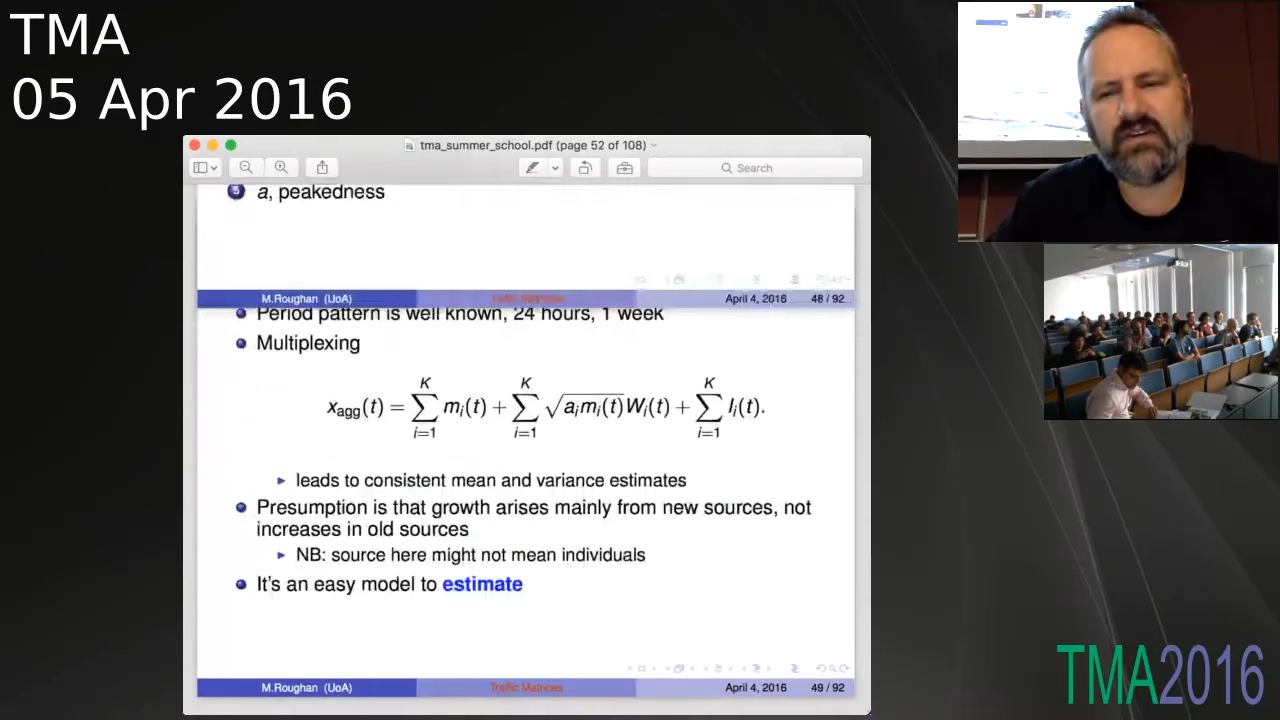 TMA
05 Apr 2016
tma_summer_school.pdf (page 52 of 108)
Search
5 a, peakedness
M.Roughan (UoA) April 4, 2016 48 / 92
Period pattern is well known, 24 hours, 1 week
Multiplexing
x_agg(t) = ∑_{i=1}^{K} m_i(t) + ∑_{i=1}^{K} √(a_i m_i(t)) W_i(t) + ∑_{i=1}^{K} I_i(t).
leads to consistent mean and variance estimates
Presumption is that growth arises mainly from new sources, not
increases in old sources
NB: source here might not mean individuals
It's an easy model to estimate
M.Roughan (UoA) Traffic Matrices April 4, 2016 49 / 92
TMA2016